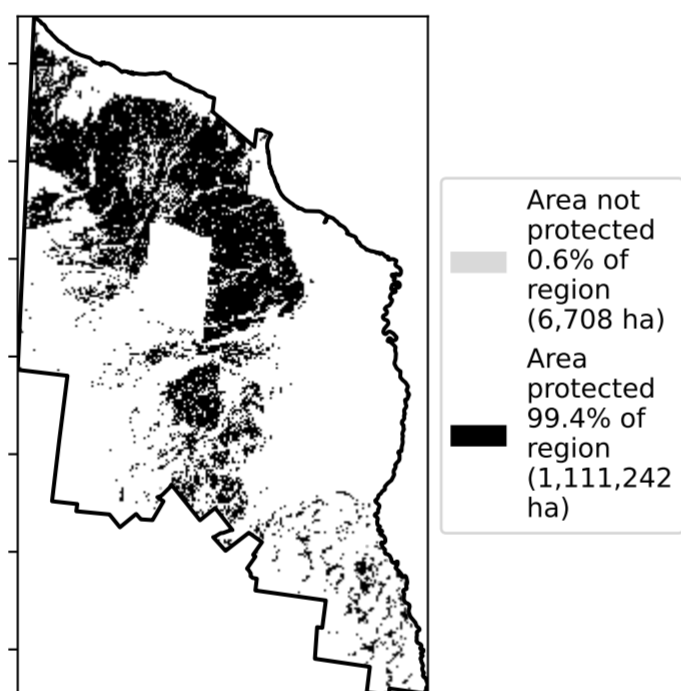 Area not
protected
0.6% of
region
(6,708 ha)
Area
protected
99.4% of
region
(1,111,242
ha)